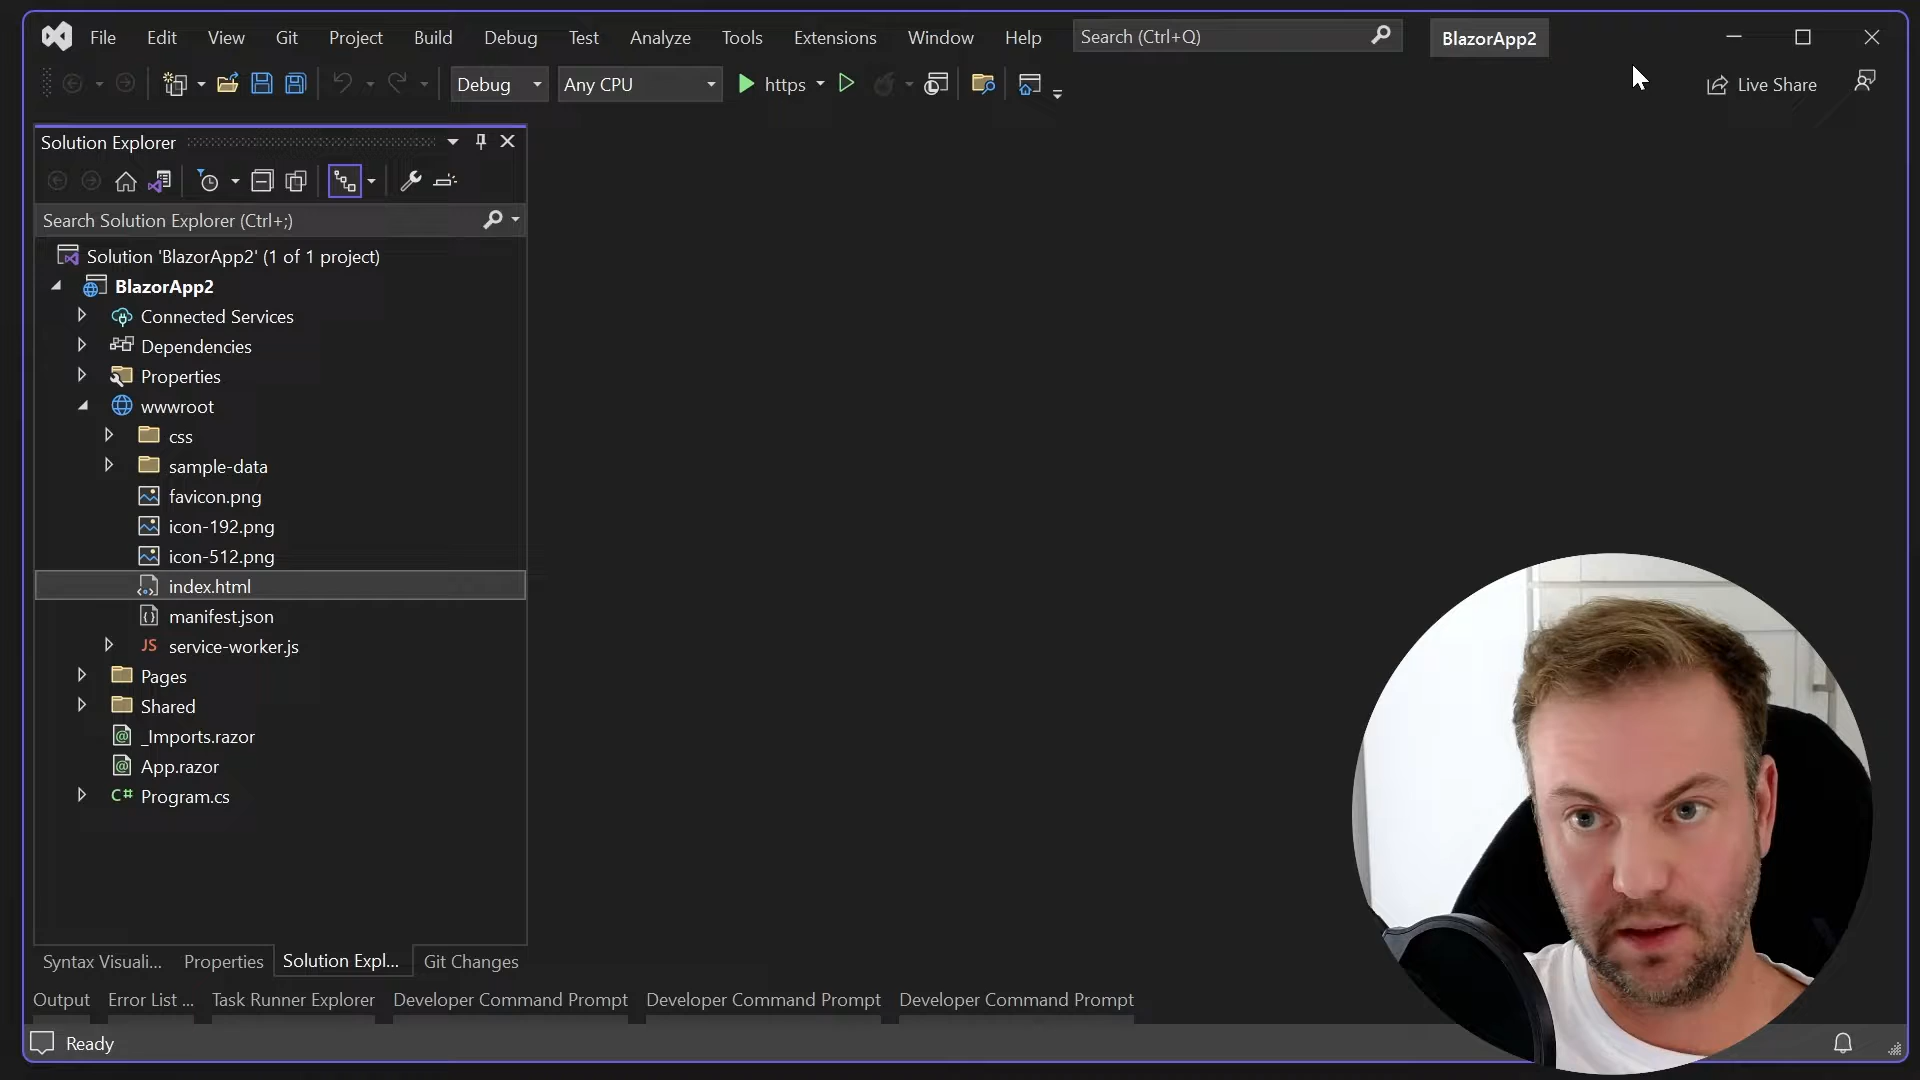 File Edit View Git Project Build Debug Test Analyze Tools Extensions Window Help Search (Ctrl+Q) BlazorApp2
Debug Any CPU https Live Share
Solution Explorer
Search Solution Explorer (Ctrl+;)
Solution 'BlazorApp2' (1 of 1 project)
BlazorApp2
Connected Services
Dependencies
Properties
wwwroot
css
sample-data
favicon.png
icon-192.png
icon-512.png
index.html
manifest.json
JS service-worker.js
Pages
Shared
_Imports.razor
App.razor
C# Program.cs
Syntax Visuali... Properties Solution Expl... Git Changes
Output Error List ... Task Runner Explorer Developer Command Prompt Developer Command Prompt Developer Command Prompt
Ready